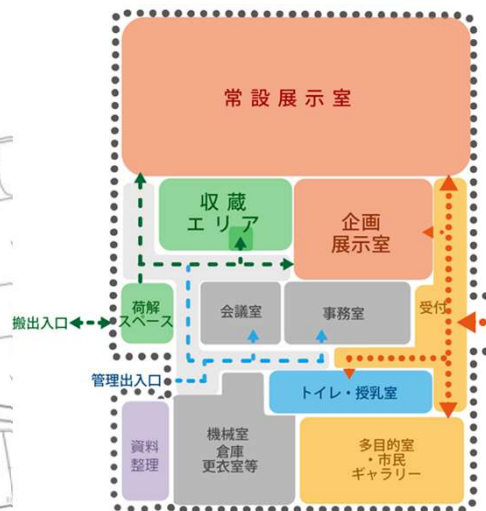 常設展示室
収蔵
エリア
企画
展示室
荷解
スペース
会議室
事務室
受付
搬出入口
管理出入口
トイレ・授乳室
資料
整理
機械室
倉庫
更衣室等
多目的室
・市民
ギャラリー